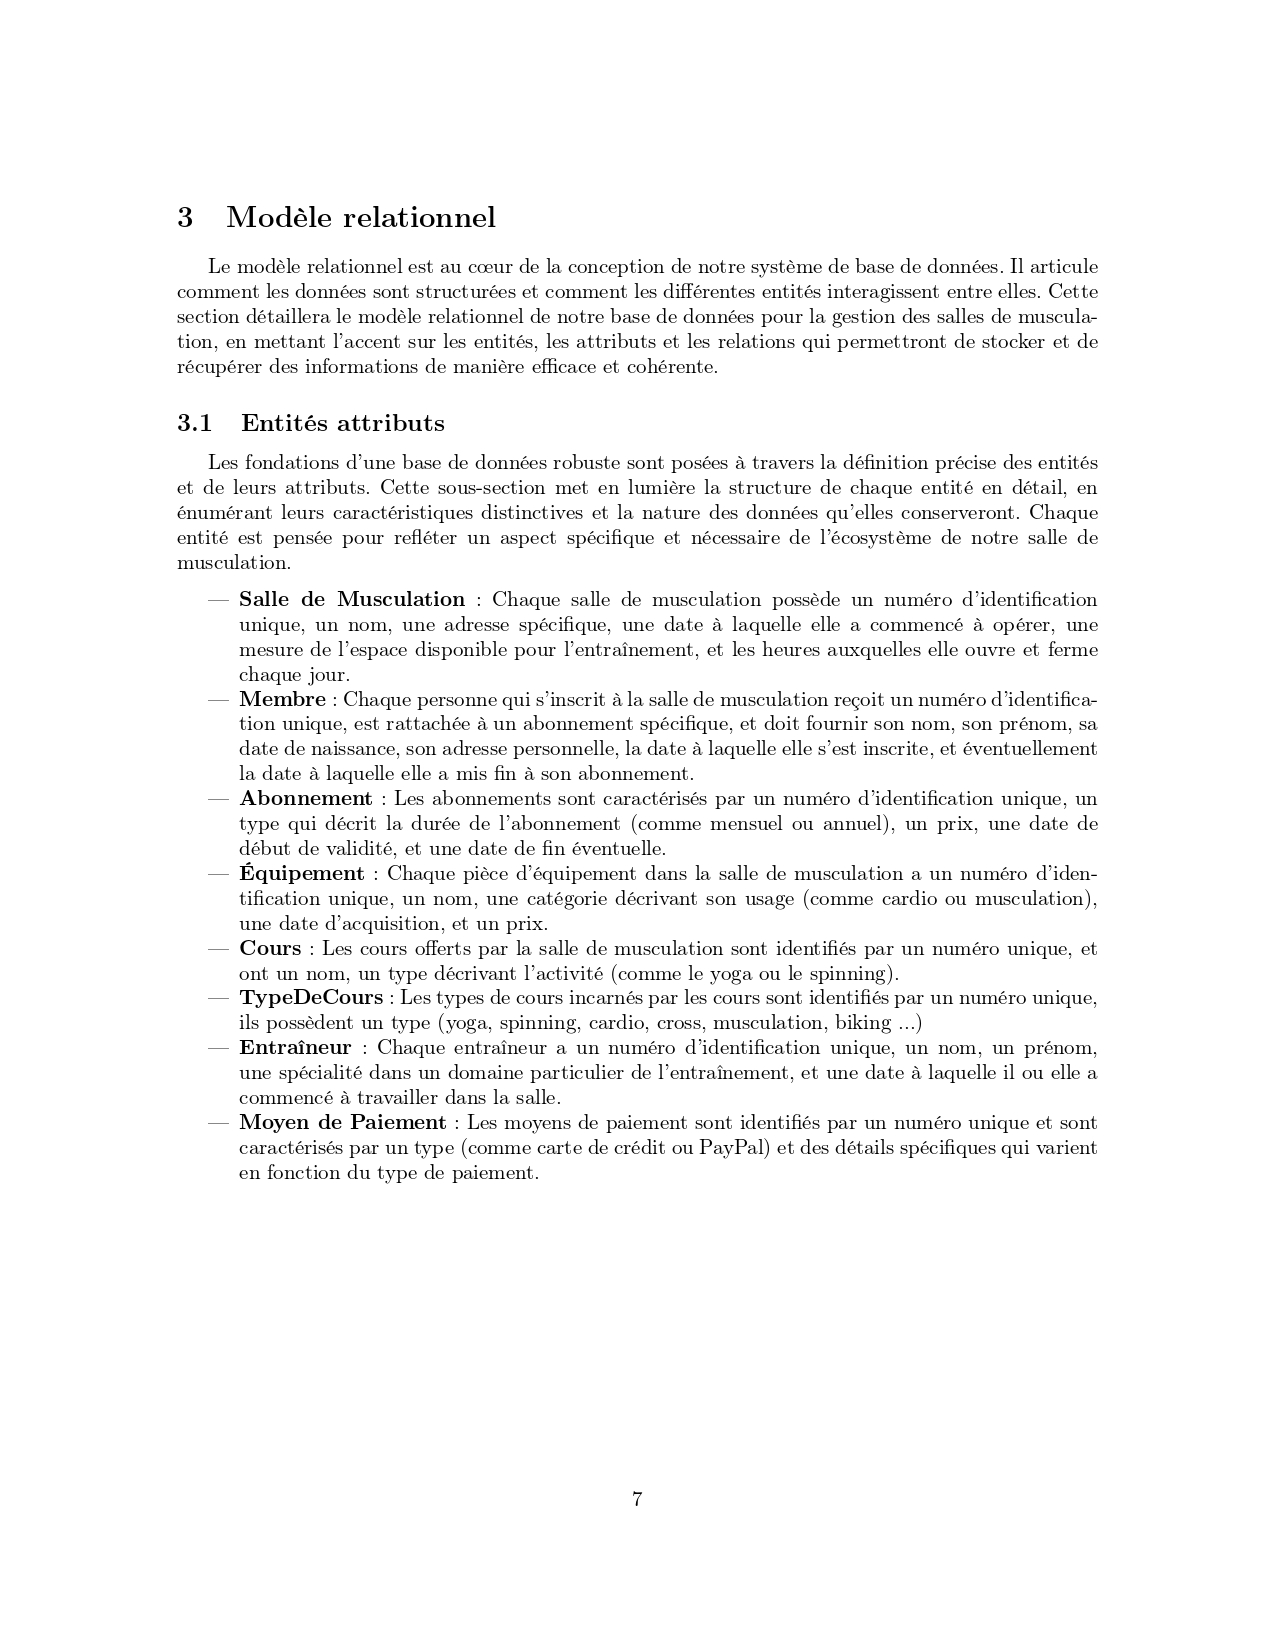 3 Modèle relationnel
Le modèle relationnel est au cœur de la conception de notre système de base de données. Il articule
comment les données sont structurées et comment les différentes entités interagissent entre elles. Cette
section détaillera le modèle relationnel de notre base de données pour la gestion des salles de muscula-
tion, en mettant l'accent sur les entités, les attributs et les relations qui permettront de stocker et de
récupérer des informations de manière efficace et cohérente.
3.1 Entités attributs
Les fondations d'une base de données robuste sont posées à travers la définition précise des entités
et de leurs attributs. Cette sous-section met en lumière la structure de chaque entité en détail, en
énumérant leurs caractéristiques distinctives et la nature des données qu'elles conserveront. Chaque
entité est pensée pour refléter un aspect spécifique et nécessaire de l'écosystème de notre salle de
musculation.
— Salle de Musculation : Chaque salle de musculation possède un numéro d'identification
unique, un nom, une adresse spécifique, une date à laquelle elle a commencé à opérer, une
mesure de l'espace disponible pour l'entraînement, et les heures auxquelles elle ouvre et ferme
chaque jour.
— Membre : Chaque personne qui s'inscrit à la salle de musculation reçoit un numéro d'identifica-
tion unique, est rattachée à un abonnement spécifique, et doit fournir son nom, son prénom, sa
date de naissance, son adresse personnelle, la date à laquelle elle s'est inscrite, et éventuellement
la date à laquelle elle a mis fin à son abonnement.
— Abonnement : Les abonnements sont caractérisés par un numéro d'identification unique, un
type qui décrit la durée de l'abonnement (comme mensuel ou annuel), un prix, une date de
début de validité, et une date de fin éventuelle.
— Équipement : Chaque pièce d'équipement dans la salle de musculation a un numéro d'iden-
tification unique, un nom, une catégorie décrivant son usage (comme cardio ou musculation),
une date d'acquisition, et un prix.
— Cours : Les cours offerts par la salle de musculation sont identifiés par un numéro unique, et
ont un nom, un type décrivant l'activité (comme le yoga ou le spinning).
— TypeDeCours : Les types de cours incarnés par les cours sont identifiés par un numéro unique,
ils possèdent un type (yoga, spinning, cardio, cross, musculation, biking ...)
— Entraîneur : Chaque entraîneur a un numéro d'identification unique, un nom, un prénom,
une spécialité dans un domaine particulier de l'entraînement, et une date à laquelle il ou elle a
commencé à travailler dans la salle.
— Moyen de Paiement : Les moyens de paiement sont identifiés par un numéro unique et sont
caractérisés par un type (comme carte de crédit ou PayPal) et des détails spécifiques qui varient
en fonction du type de paiement.
7